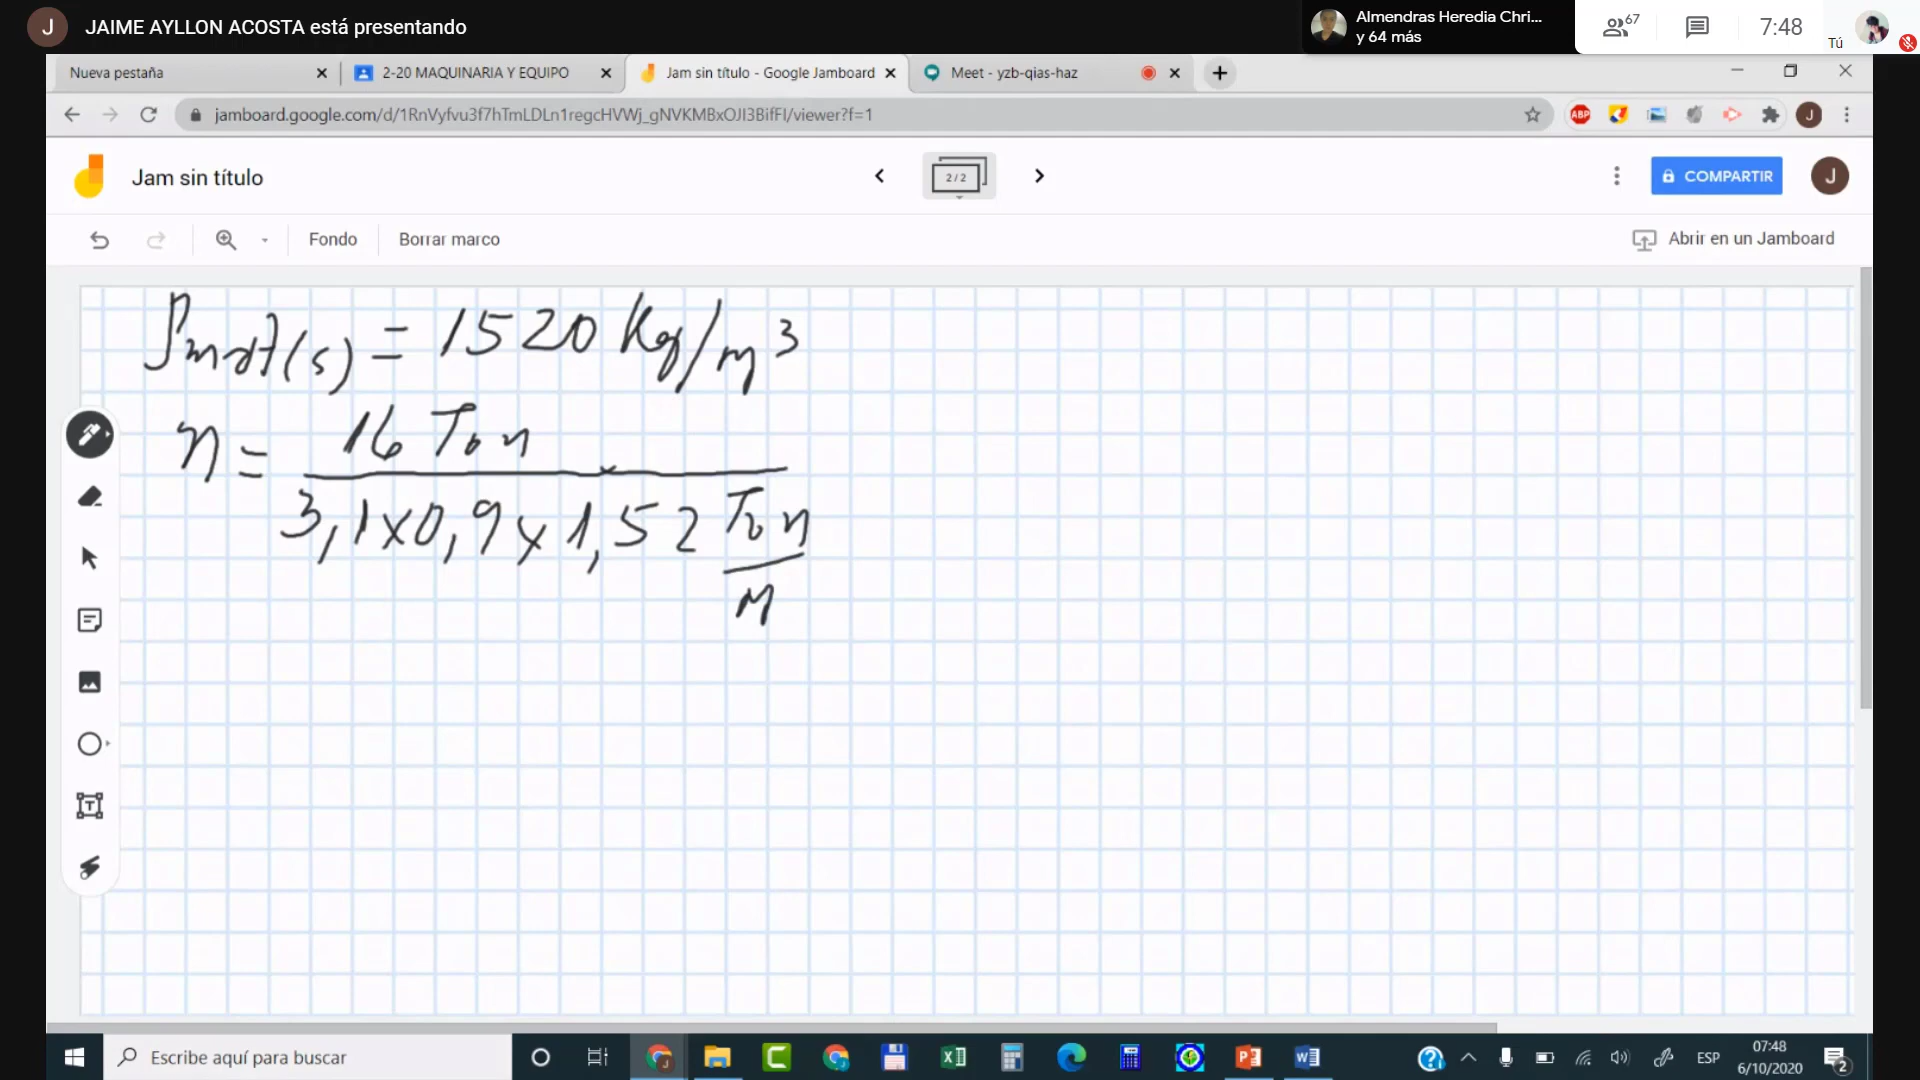 J JAIME AYLLON ACOSTA está presentando
Almendras Heredia Chri...
y 64 más
67
7:48
Tú
Nueva pestaña
2-20 MAQUINARIA Y EQUIPO
Jam sin título - Google Jamboard
Meet - yzb-qias-haz
jamboard.google.com/d/1RnVyfvu3f7hTmLDLn1regcHVWj_gNVKMBxOJI3BifFI/viewer?f=1
ABP
J
Jam sin título
2 / 2
COMPARTIR
J
Fondo
Borrar marco
Abrir en un Jamboard
ρmat(s) = 1520 Kg/m³
n = 16 Ton
3,1x0,9x1,52 Ton
M
Escribe aquí para buscar
ESP
07:48
6/10/2020
2